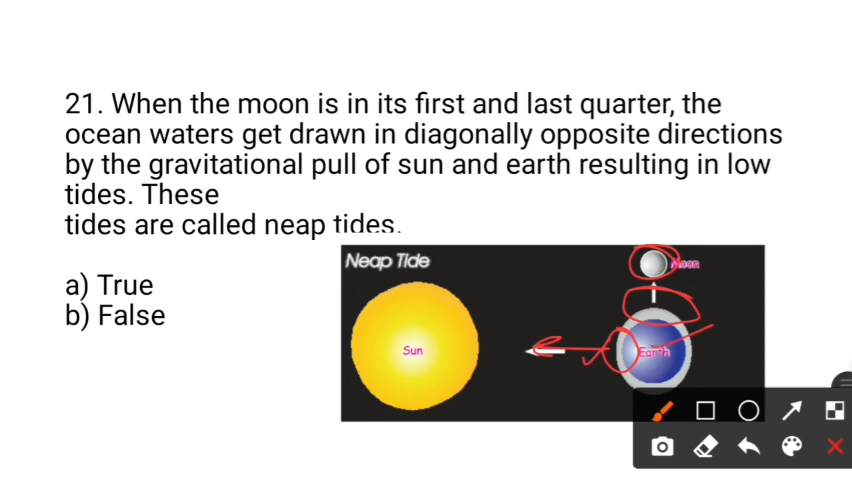 21. When the moon is in its first and last quarter, the
ocean waters get drawn in diagonally opposite directions
by the gravitational pull of sun and earth resulting in low
tides. These
tides are called neap tides.
a) True
b) False
Neap Tide
Moon
Sun
Earth